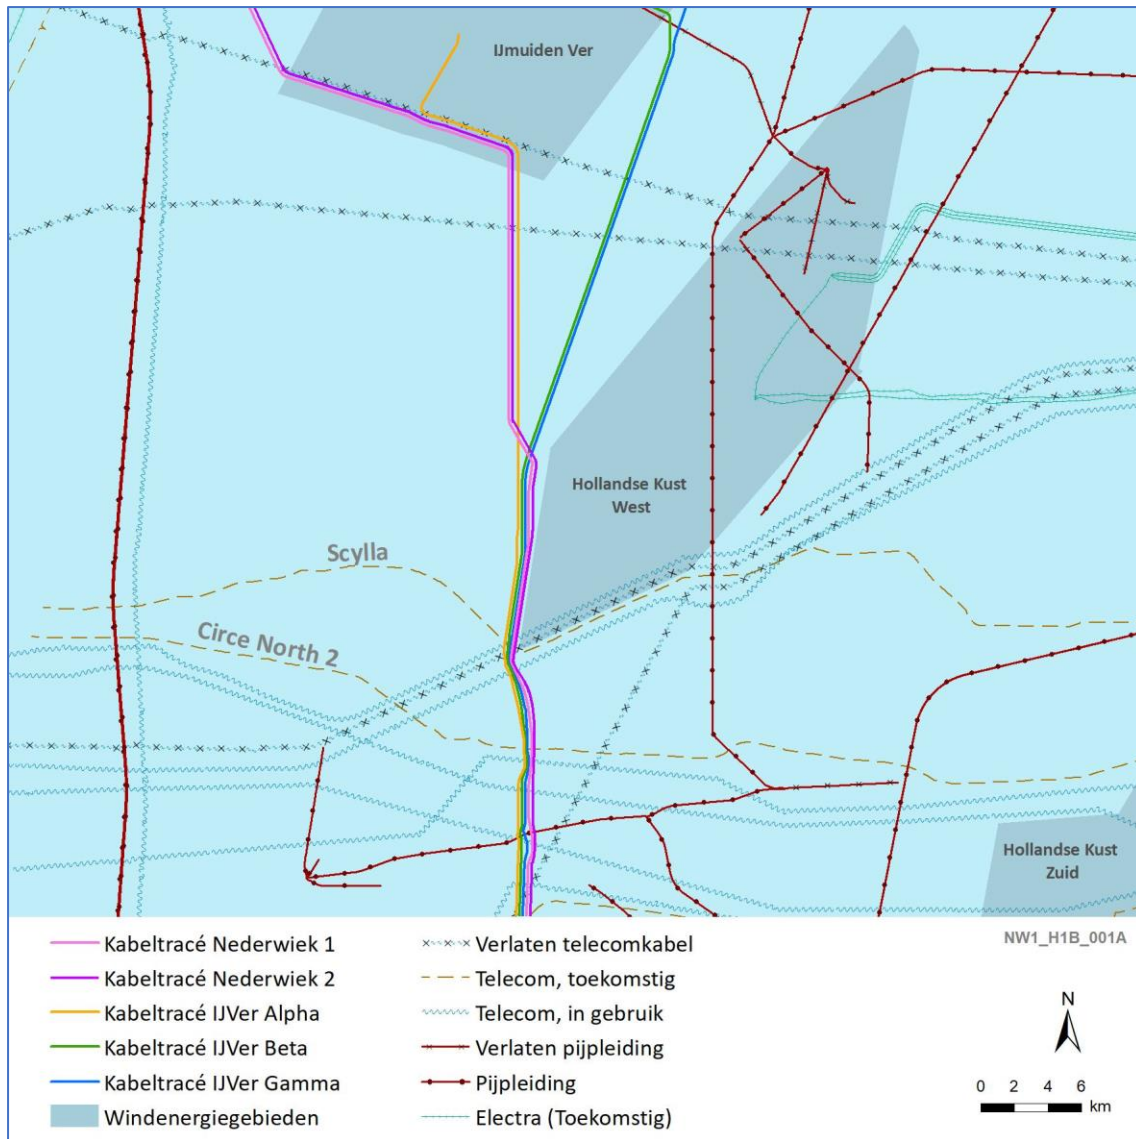 IJmuiden Ver
Hollandse Kust
West
Scylla
Circe North 2
Hollandse Kust
Zuid
NW1_H1B_001A
Kabeltracé Nederwiek 1
Kabeltracé Nederwiek 2
Kabeltracé IJVer Alpha
Kabeltracé IJVer Beta
Kabeltracé IJVer Gamma
Windenergiegebieden
Verlaten telecomkabel
Telecom, toekomstig
Telecom, in gebruik
Verlaten pijpleiding
Pijpleiding
Electra (Toekomstig)
N
0 2 4 6
km